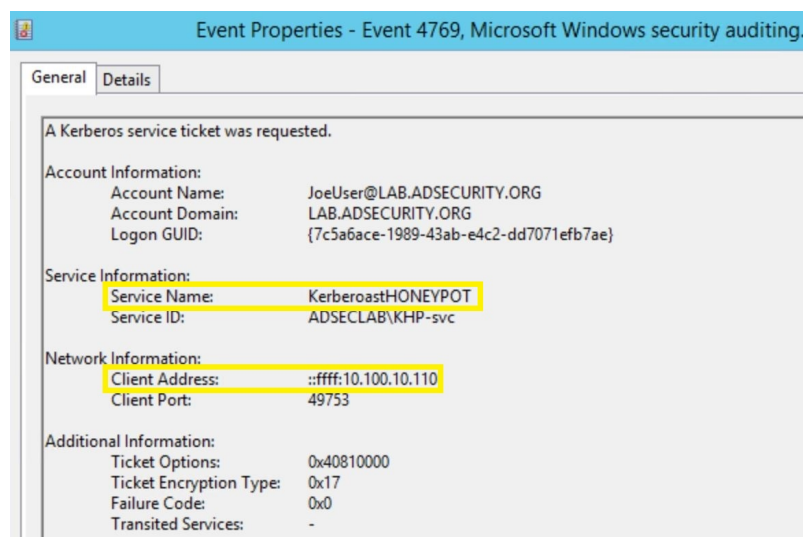 Event Properties - Event 4769, Microsoft Windows security auditing.
General Details
A Kerberos service ticket was requested.
Account Information:
Account Name: JoeUser@LAB.ADSECURITY.ORG
Account Domain: LAB.ADSECURITY.ORG
Logon GUID: {7c5a6ace-1989-43ab-e4c2-dd7071efb7ae}
Service Information:
Service Name: KerberoastHONEYPOT
Service ID: ADSECLAB\KHP-svc
Network Information:
Client Address: ::ffff:10.100.10.110
Client Port: 49753
Additional Information:
Ticket Options: 0x40810000
Ticket Encryption Type: 0x17
Failure Code: 0x0
Transited Services: -